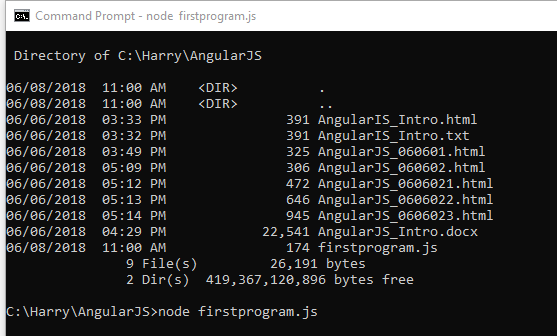 Command Prompt - node firstprogram.js
Directory of C:\Harry\AngularJS
06/08/2018 11:00 AM <DIR> .
06/08/2018 11:00 AM <DIR> ..
06/06/2018 03:33 PM 391 AngularIS_Intro.html
06/06/2018 03:32 PM 391 AngularIS_Intro.txt
06/06/2018 03:49 PM 325 AngularJS_060601.html
06/06/2018 05:09 PM 306 AngularJS_060602.html
06/06/2018 05:12 PM 472 AngularJS_0606021.html
06/06/2018 05:13 PM 646 AngularJS_0606022.html
06/06/2018 05:14 PM 945 AngularJS_0606023.html
06/06/2018 04:29 PM 22,541 AngularJS_Intro.docx
06/08/2018 11:00 AM 174 firstprogram.js
9 File(s) 26,191 bytes
2 Dir(s) 419,367,120,896 bytes free
C:\Harry\AngularJS>node firstprogram.js